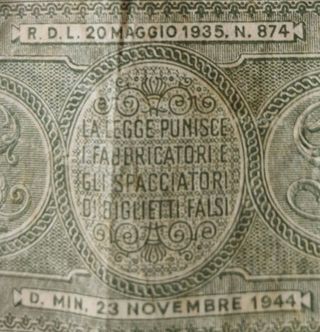 R. D. L. 20 MAGGIO 1935, N. 874
LA LEGGE PUNISCE
I FABBRICATORI E
GLI SPACCIATORI
DI BIGLIETTI FALSI
D. MIN. 23 NOVEMBRE 1944